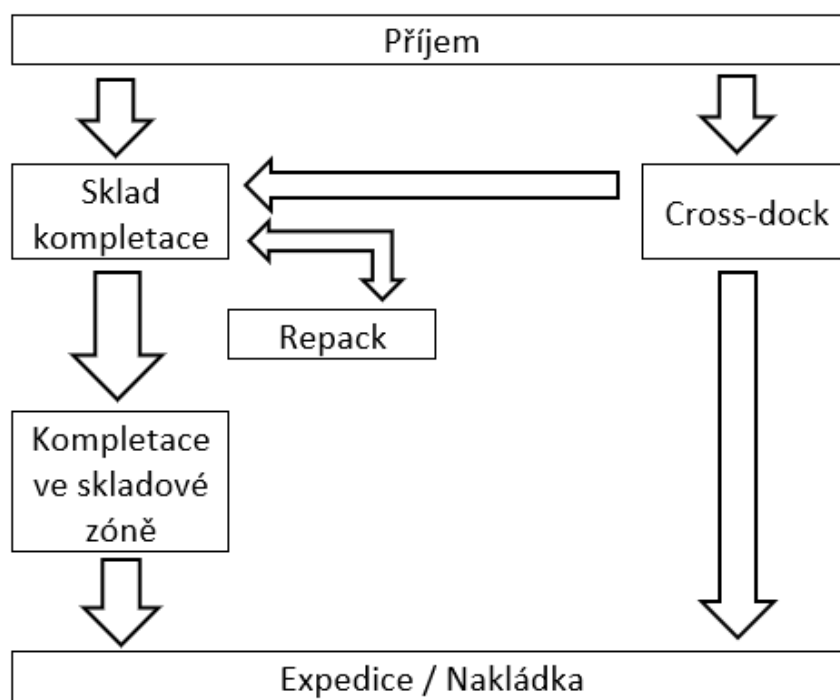 Příjem
Sklad
kompletace
Cross-dock
Repack
Kompletace
ve skladové
zóně
Expedice / Nakládka